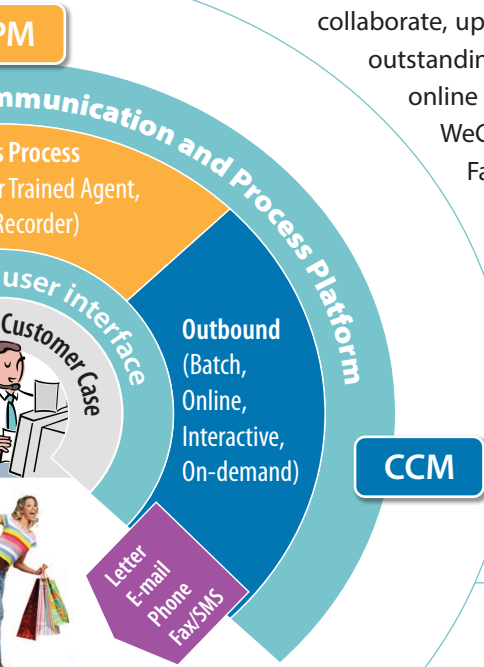 collaborate, up
outstandin
online
WeC
Fa
PM
mmunication and Process Platform
s Process
r Trained Agent,
Recorder)
user interface
Customer Case
Outbound
(Batch,
Online,
Interactive,
On-demand)
CCM
Letter
E-mail
Phone
Fax/SMS